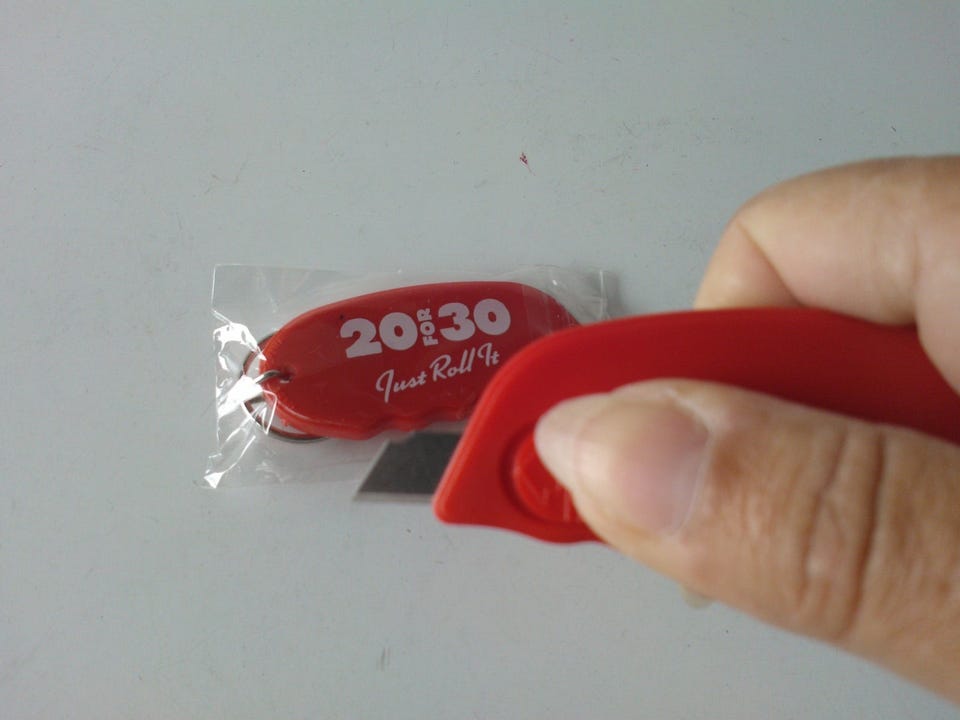 20 FOR 30
Just Roll It